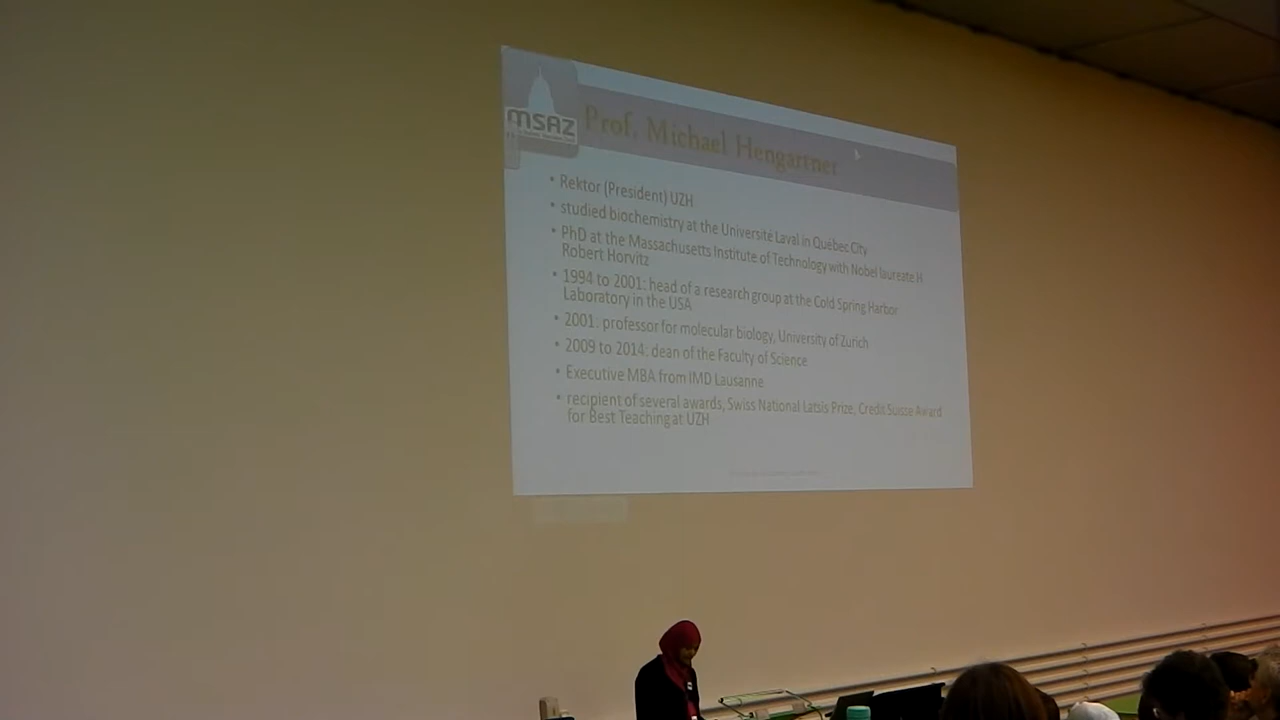 MSAZ
Prof. Michael Hengartner
• Rektor (President) UZH
• studied biochemistry at the Université Laval in Québec City
• PhD at the Massachusetts Institute of Technology with Nobel laureate H
Robert Horvitz
• 1994 to 2001: head of a research group at the Cold Spring Harbor
Laboratory in the USA
• 2001: professor for molecular biology, University of Zurich
• 2009 to 2014: dean of the Faculty of Science
• Executive MBA from IMD Lausanne
• recipient of several awards, Swiss National Latsis Prize, Credit Suisse Award
for Best Teaching at UZH